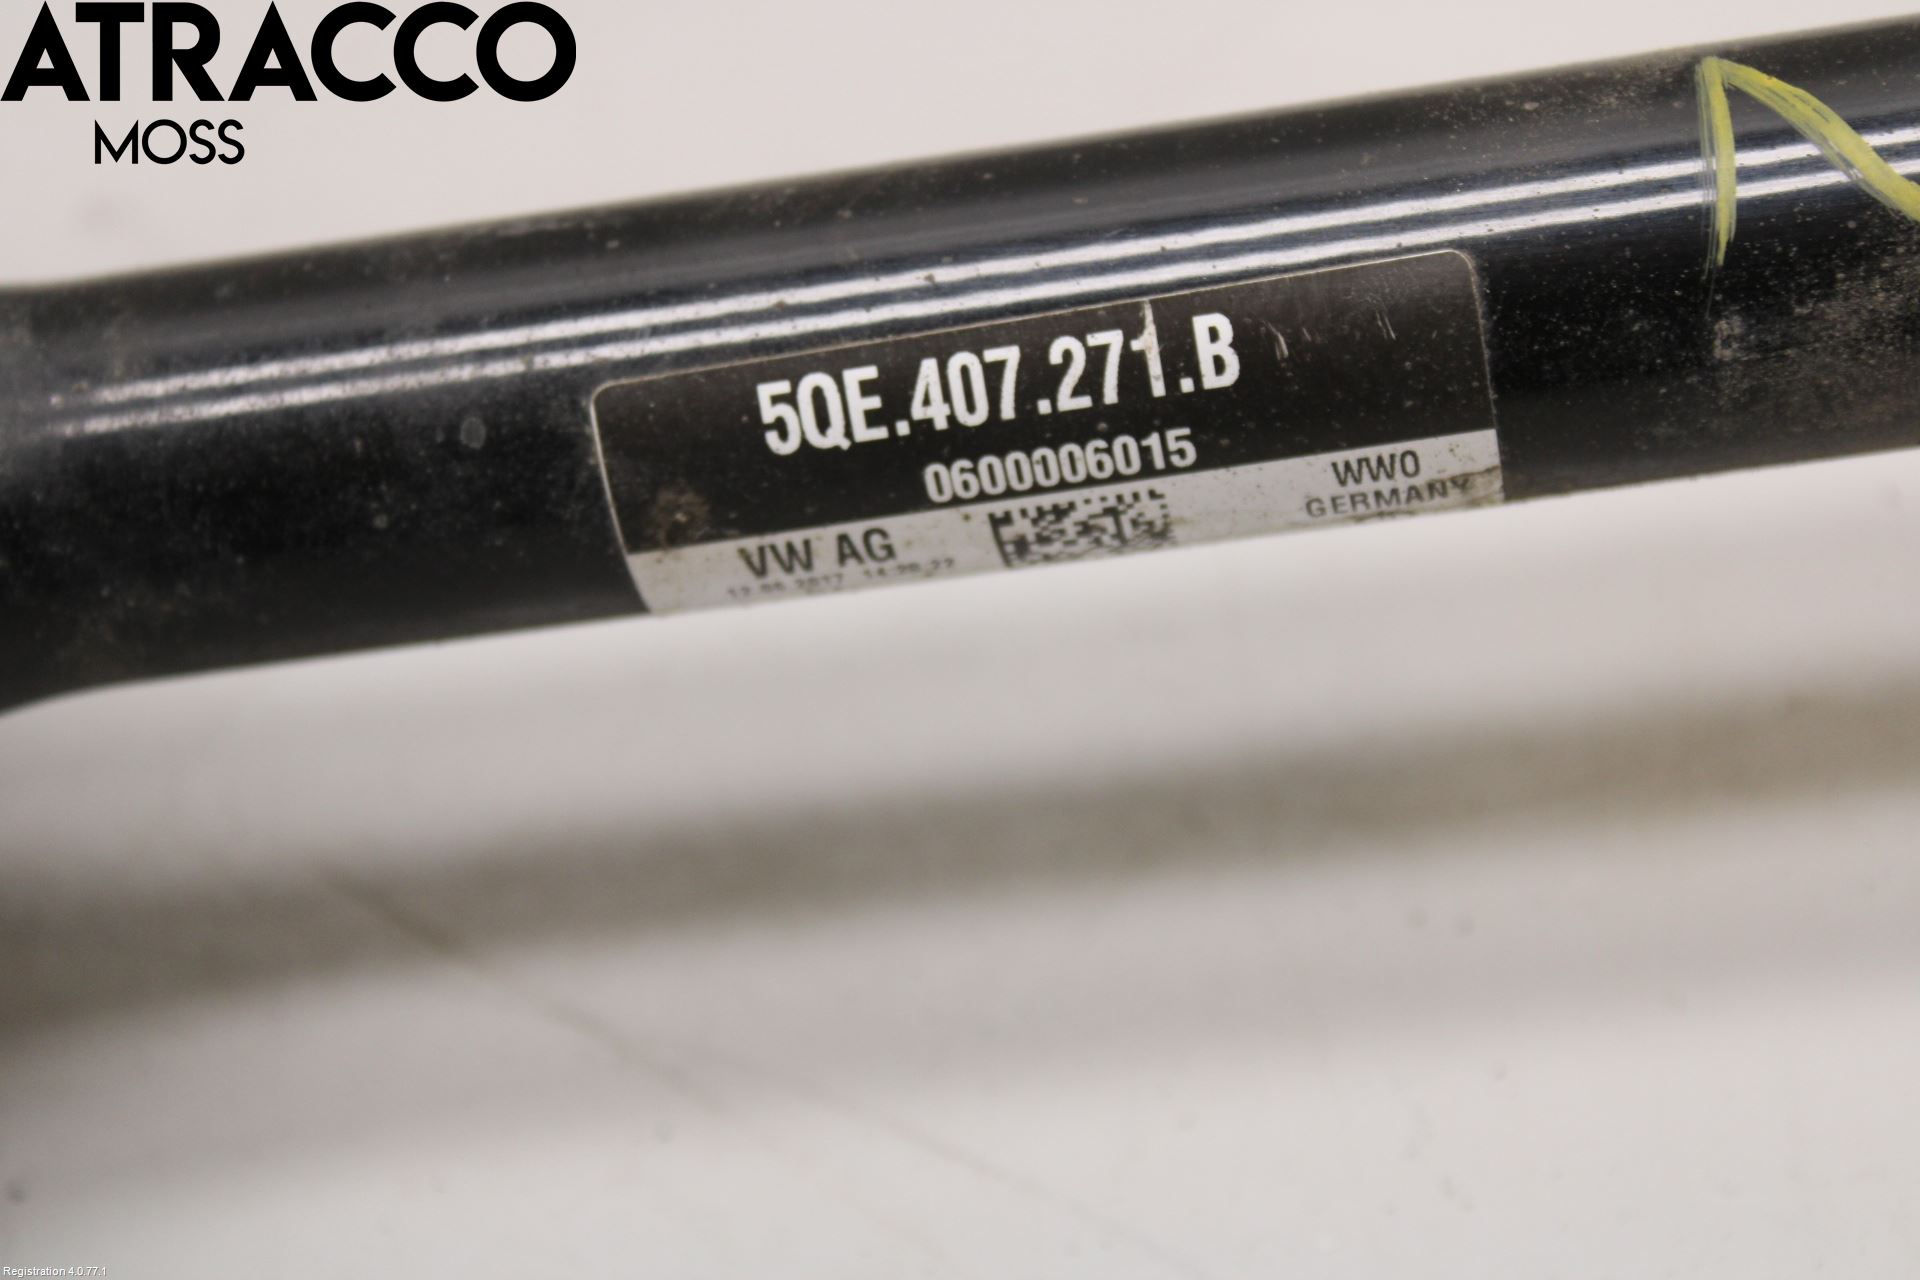 ATRACCO
MOSS
5QE.407.271.B
0600006015
VW AG
WW0
GERMANY
Registration 4.0.77.1